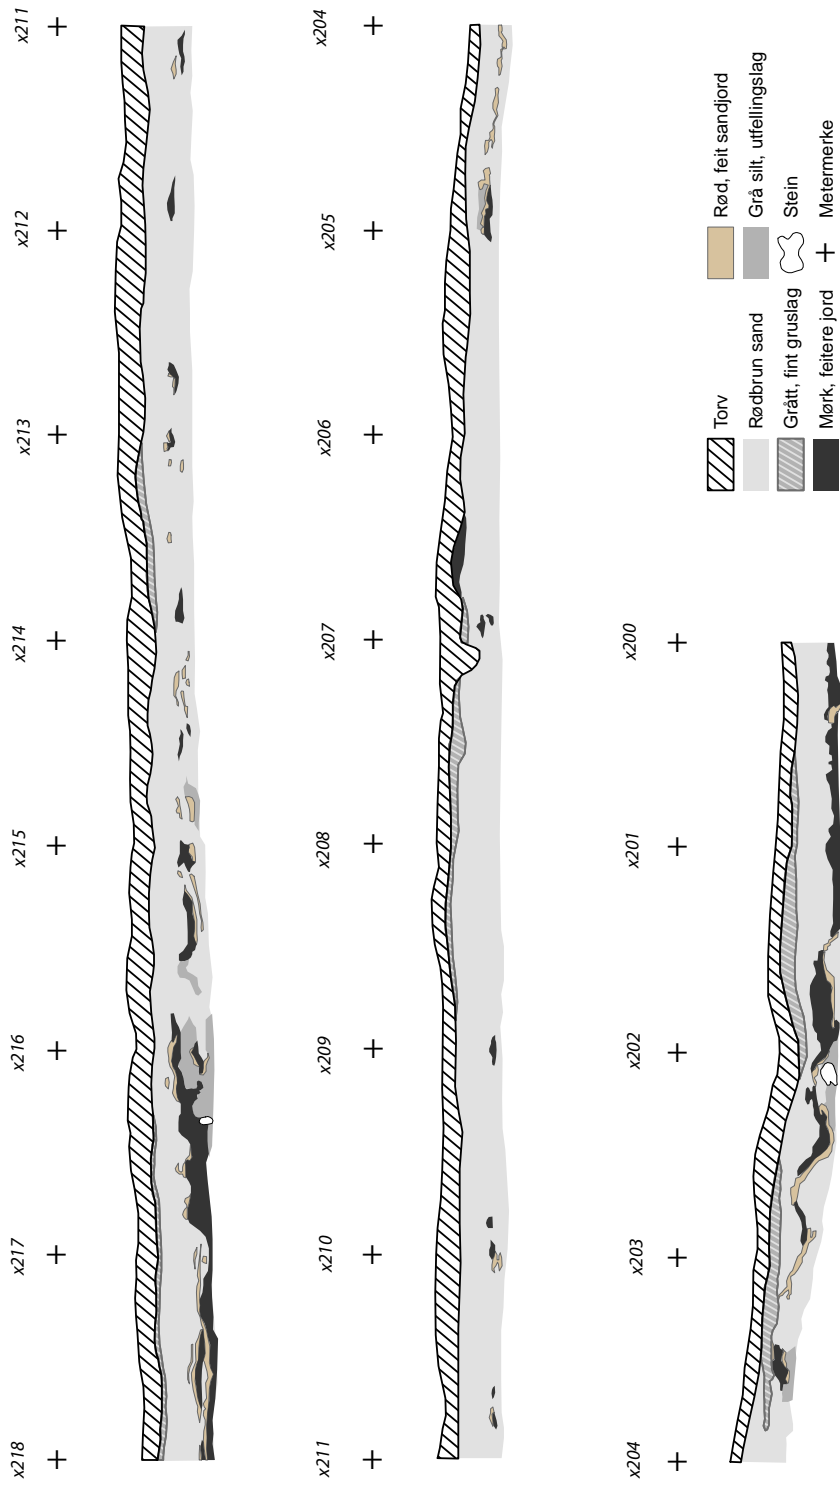 x218
x217
x216
x215
x214
x213
x212
x211
x211
x210
x209
x208
x207
x206
x205
x204
x204
x203
x202
x201
x200
Torv
Rødbrun sand
Grått, fint gruslag
Mørk, feitere jord
Rød, feit sandjord
Grå silt, utfellingslag
Stein
Metermerke